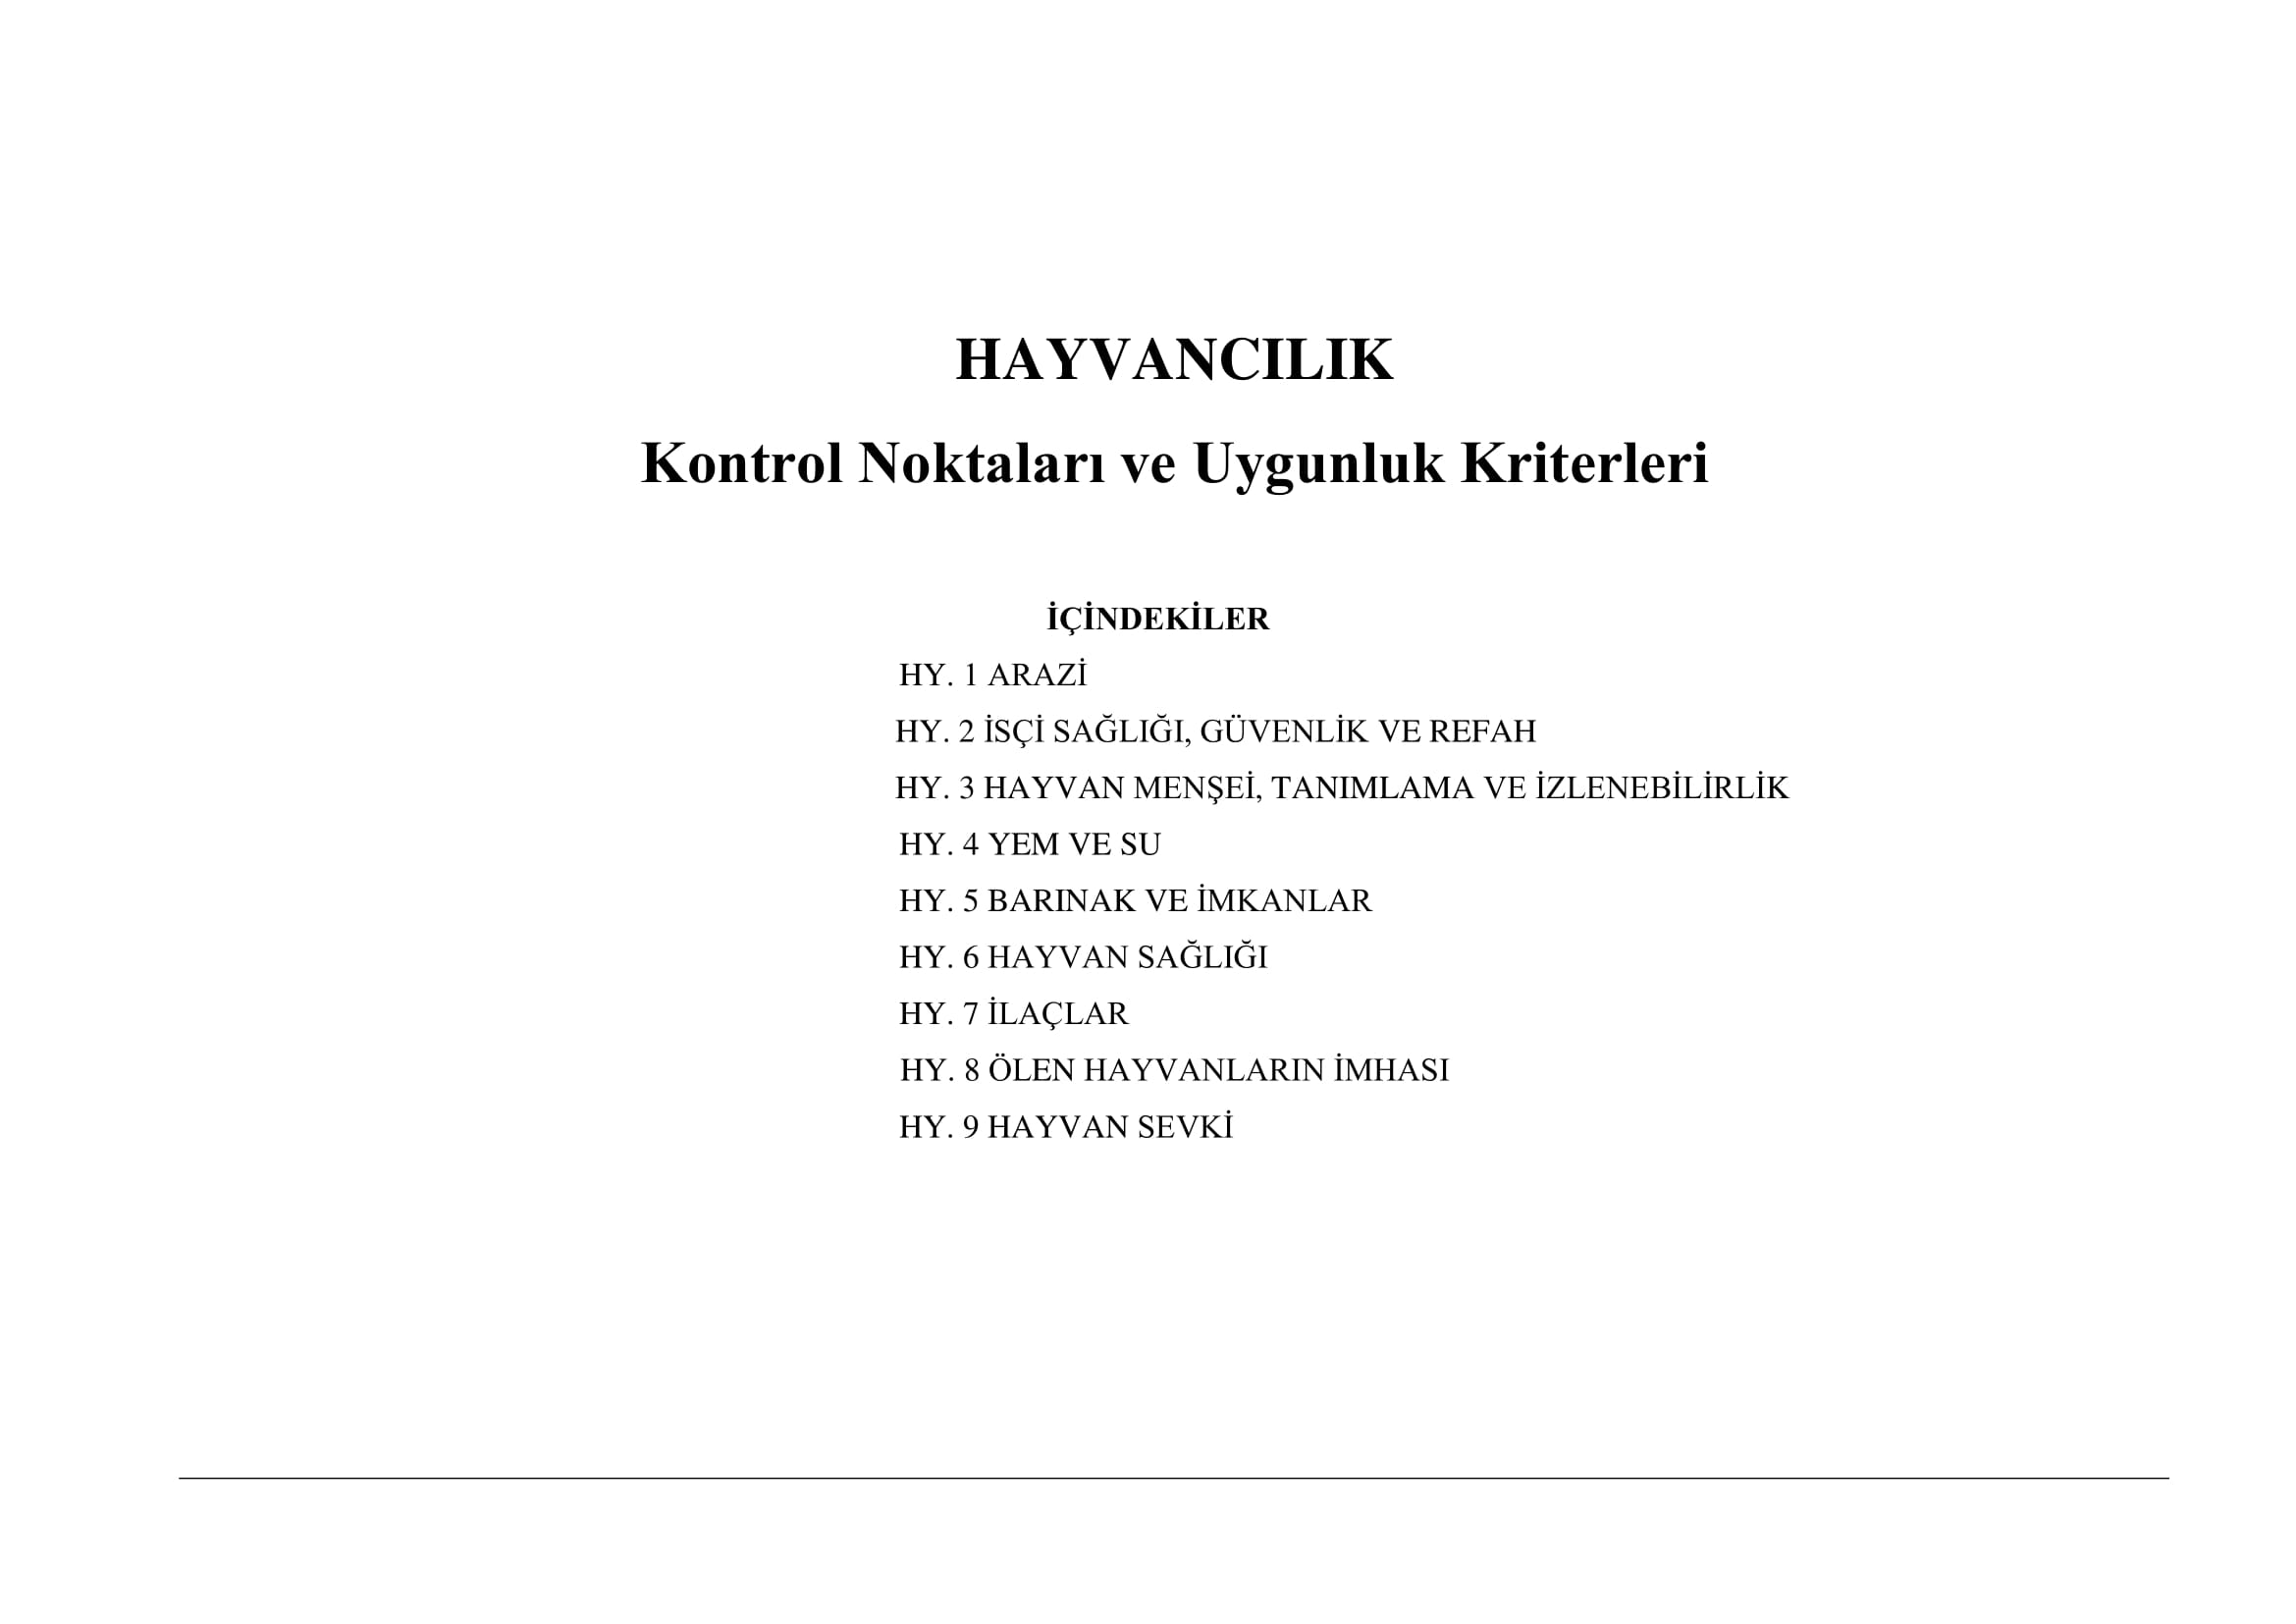 HAYVANCILIK
Kontrol Noktaları ve Uygunluk Kriterleri
İÇİNDEKİLER
HY. 1 ARAZİ
HY. 2 İSÇİ SAĞLIĞI, GÜVENLİK VE REFAH
HY. 3 HAYVAN MENŞEİ, TANIMLAMA VE İZLENEBİLİRLİK
HY. 4 YEM VE SU
HY. 5 BARINAK VE İMKANLAR
HY. 6 HAYVAN SAĞLIĞI
HY. 7 İLAÇLAR
HY. 8 ÖLEN HAYVANLARIN İMHASI
HY. 9 HAYVAN SEVKİ